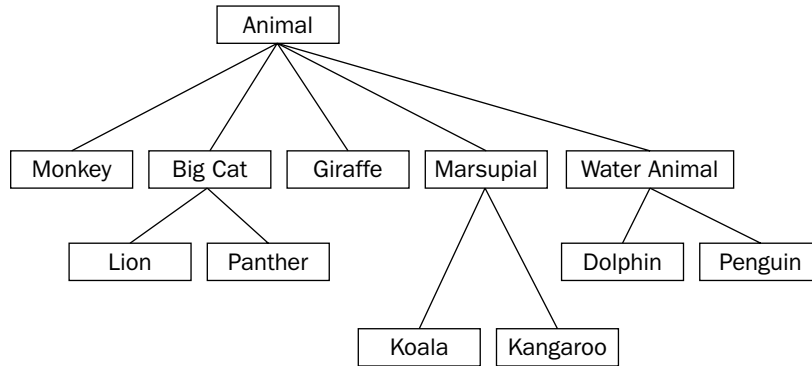 Animal
Monkey
Big Cat
Giraffe
Marsupial
Water Animal
Lion
Panther
Dolphin
Penguin
Koala
Kangaroo